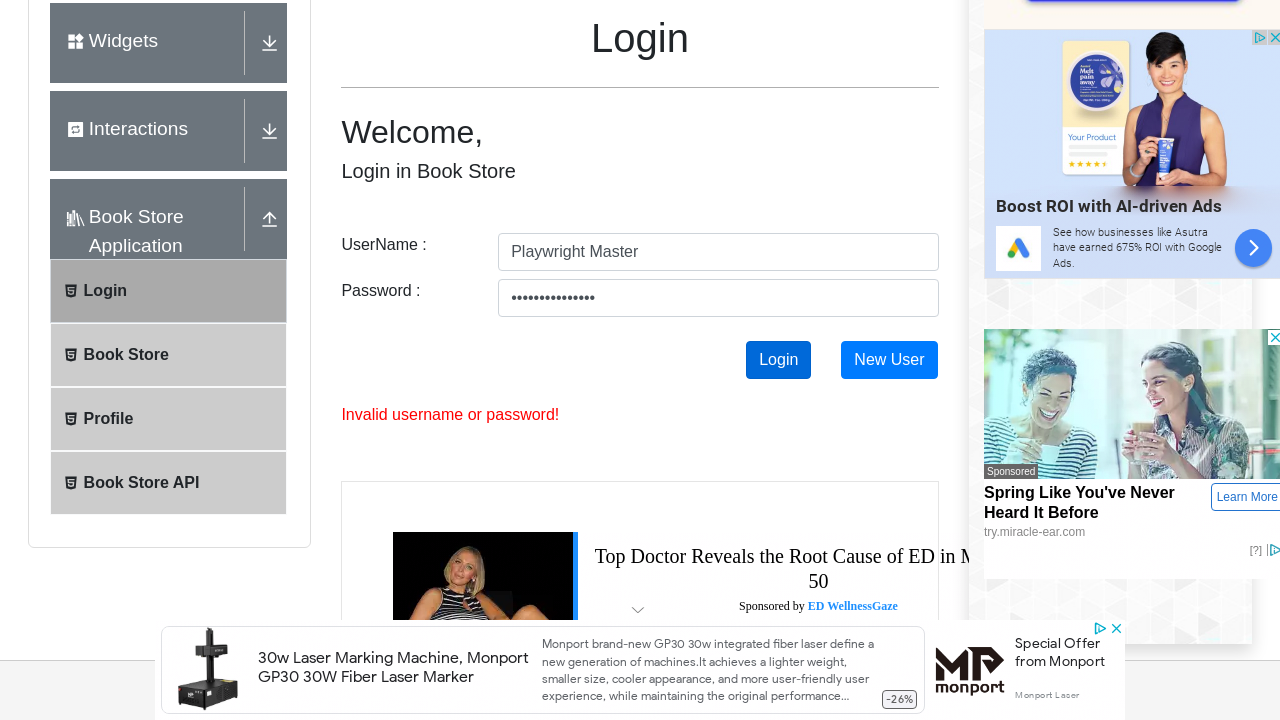 Widgets
Interactions
Book Store
Application
Login
Book Store
Profile
Book Store API
Login
Welcome,
Login in Book Store
UserName :
Playwright Master
Password :
•••••••••••••••
Login
New User
Invalid username or password!
Top Doctor Reveals the Root Cause of ED in M
50
Sponsored by ED WellnessGaze
Your Product
Boost ROI with AI-driven Ads
See how businesses like Asutra
have earned 675% ROI with Google
Ads.
Sponsored
Spring Like You've Never
Heard It Before
Learn More
try.miracle-ear.com
[?]
30w Laser Marking Machine, Monport
GP30 30W Fiber Laser Marker
Monport brand-new GP30 30w integrated fiber laser define a
new generation of machines.It achieves a lighter weight,
smaller size, cooler appearance, and more user-friendly user
experience, while maintaining the original performance...
-26%
monport
Special Offer
from Monport
Monport Laser